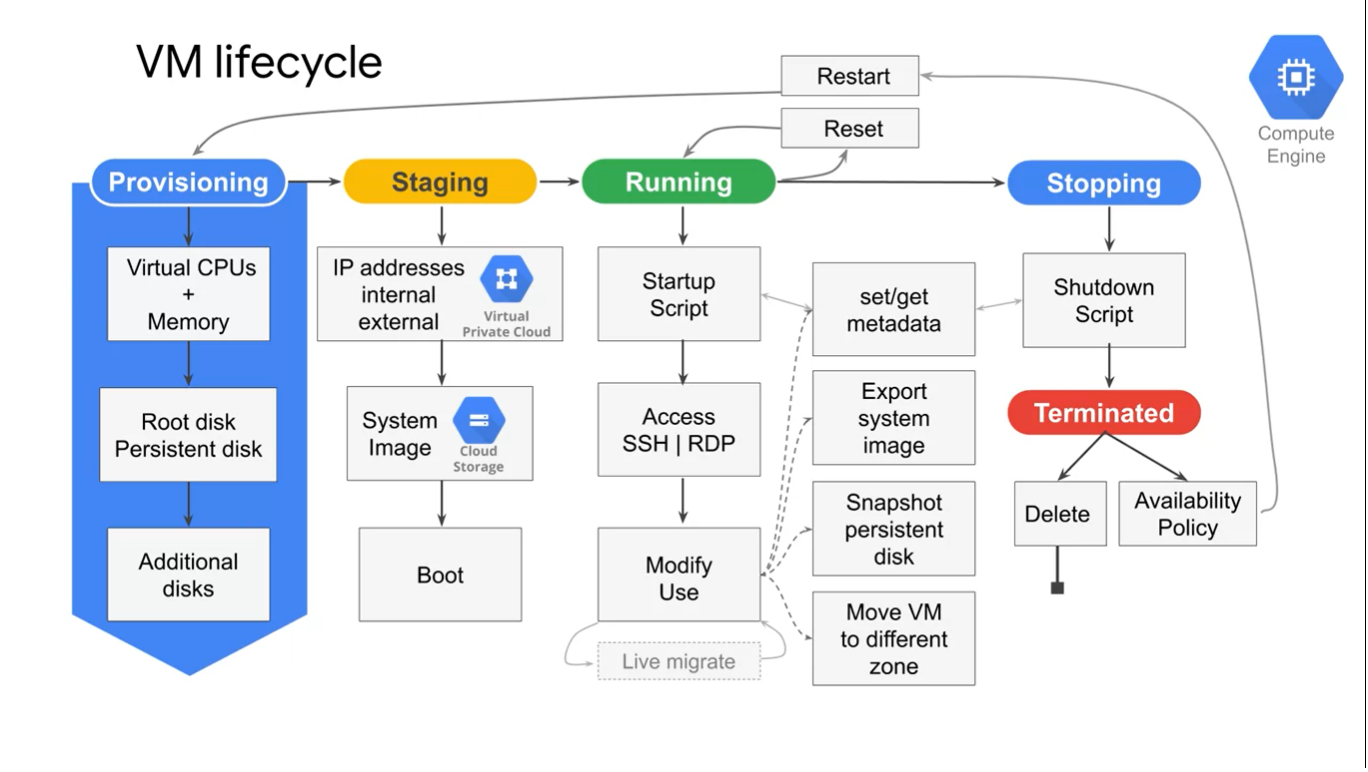 VM lifecycle
Restart
Reset
Compute
Engine
Provisioning
Staging
Running
Stopping
Virtual CPUs
+
Memory
Root disk
Persistent disk
Additional
disks
IP addresses
internal
external
Virtual
Private Cloud
System
Image
Cloud
Storage
Boot
Startup
Script
Access
SSH | RDP
Modify
Use
Live migrate
set/get
metadata
Export
system
image
Snapshot
persistent
disk
Move VM
to different
zone
Shutdown
Script
Terminated
Delete
Availability
Policy